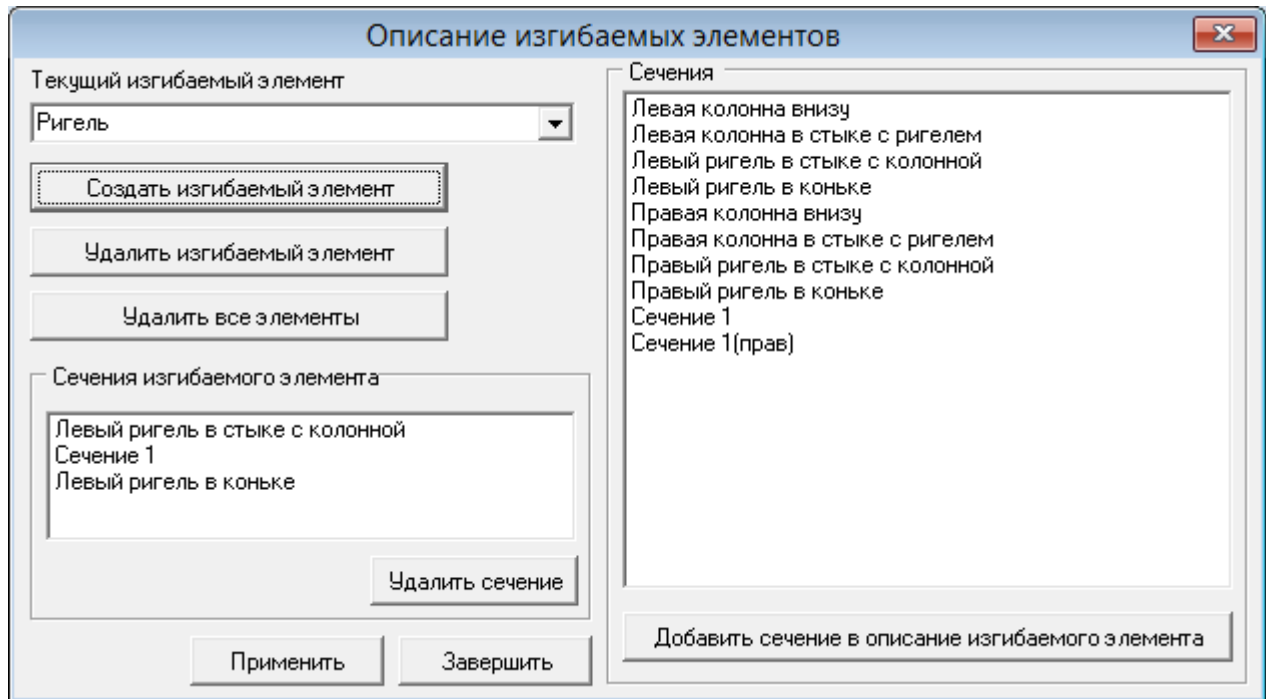 Описание изгибаемых элементов
Текущий изгибаемый элемент
Ригель
Создать изгибаемый элемент
Удалить изгибаемый элемент
Удалить все элементы
Сечения изгибаемого элемента
Левый ригель в стыке с колонной
Сечение 1
Левый ригель в коньке
Удалить сечение
Применить
Завершить
Сечения
Левая колонна внизу
Левая колонна в стыке с ригелем
Левый ригель в стыке с колонной
Левый ригель в коньке
Правая колонна внизу
Правая колонна в стыке с ригелем
Правый ригель в стыке с колонной
Правый ригель в коньке
Сечение 1
Сечение 1(прав)
Добавить сечение в описание изгибаемого элемента